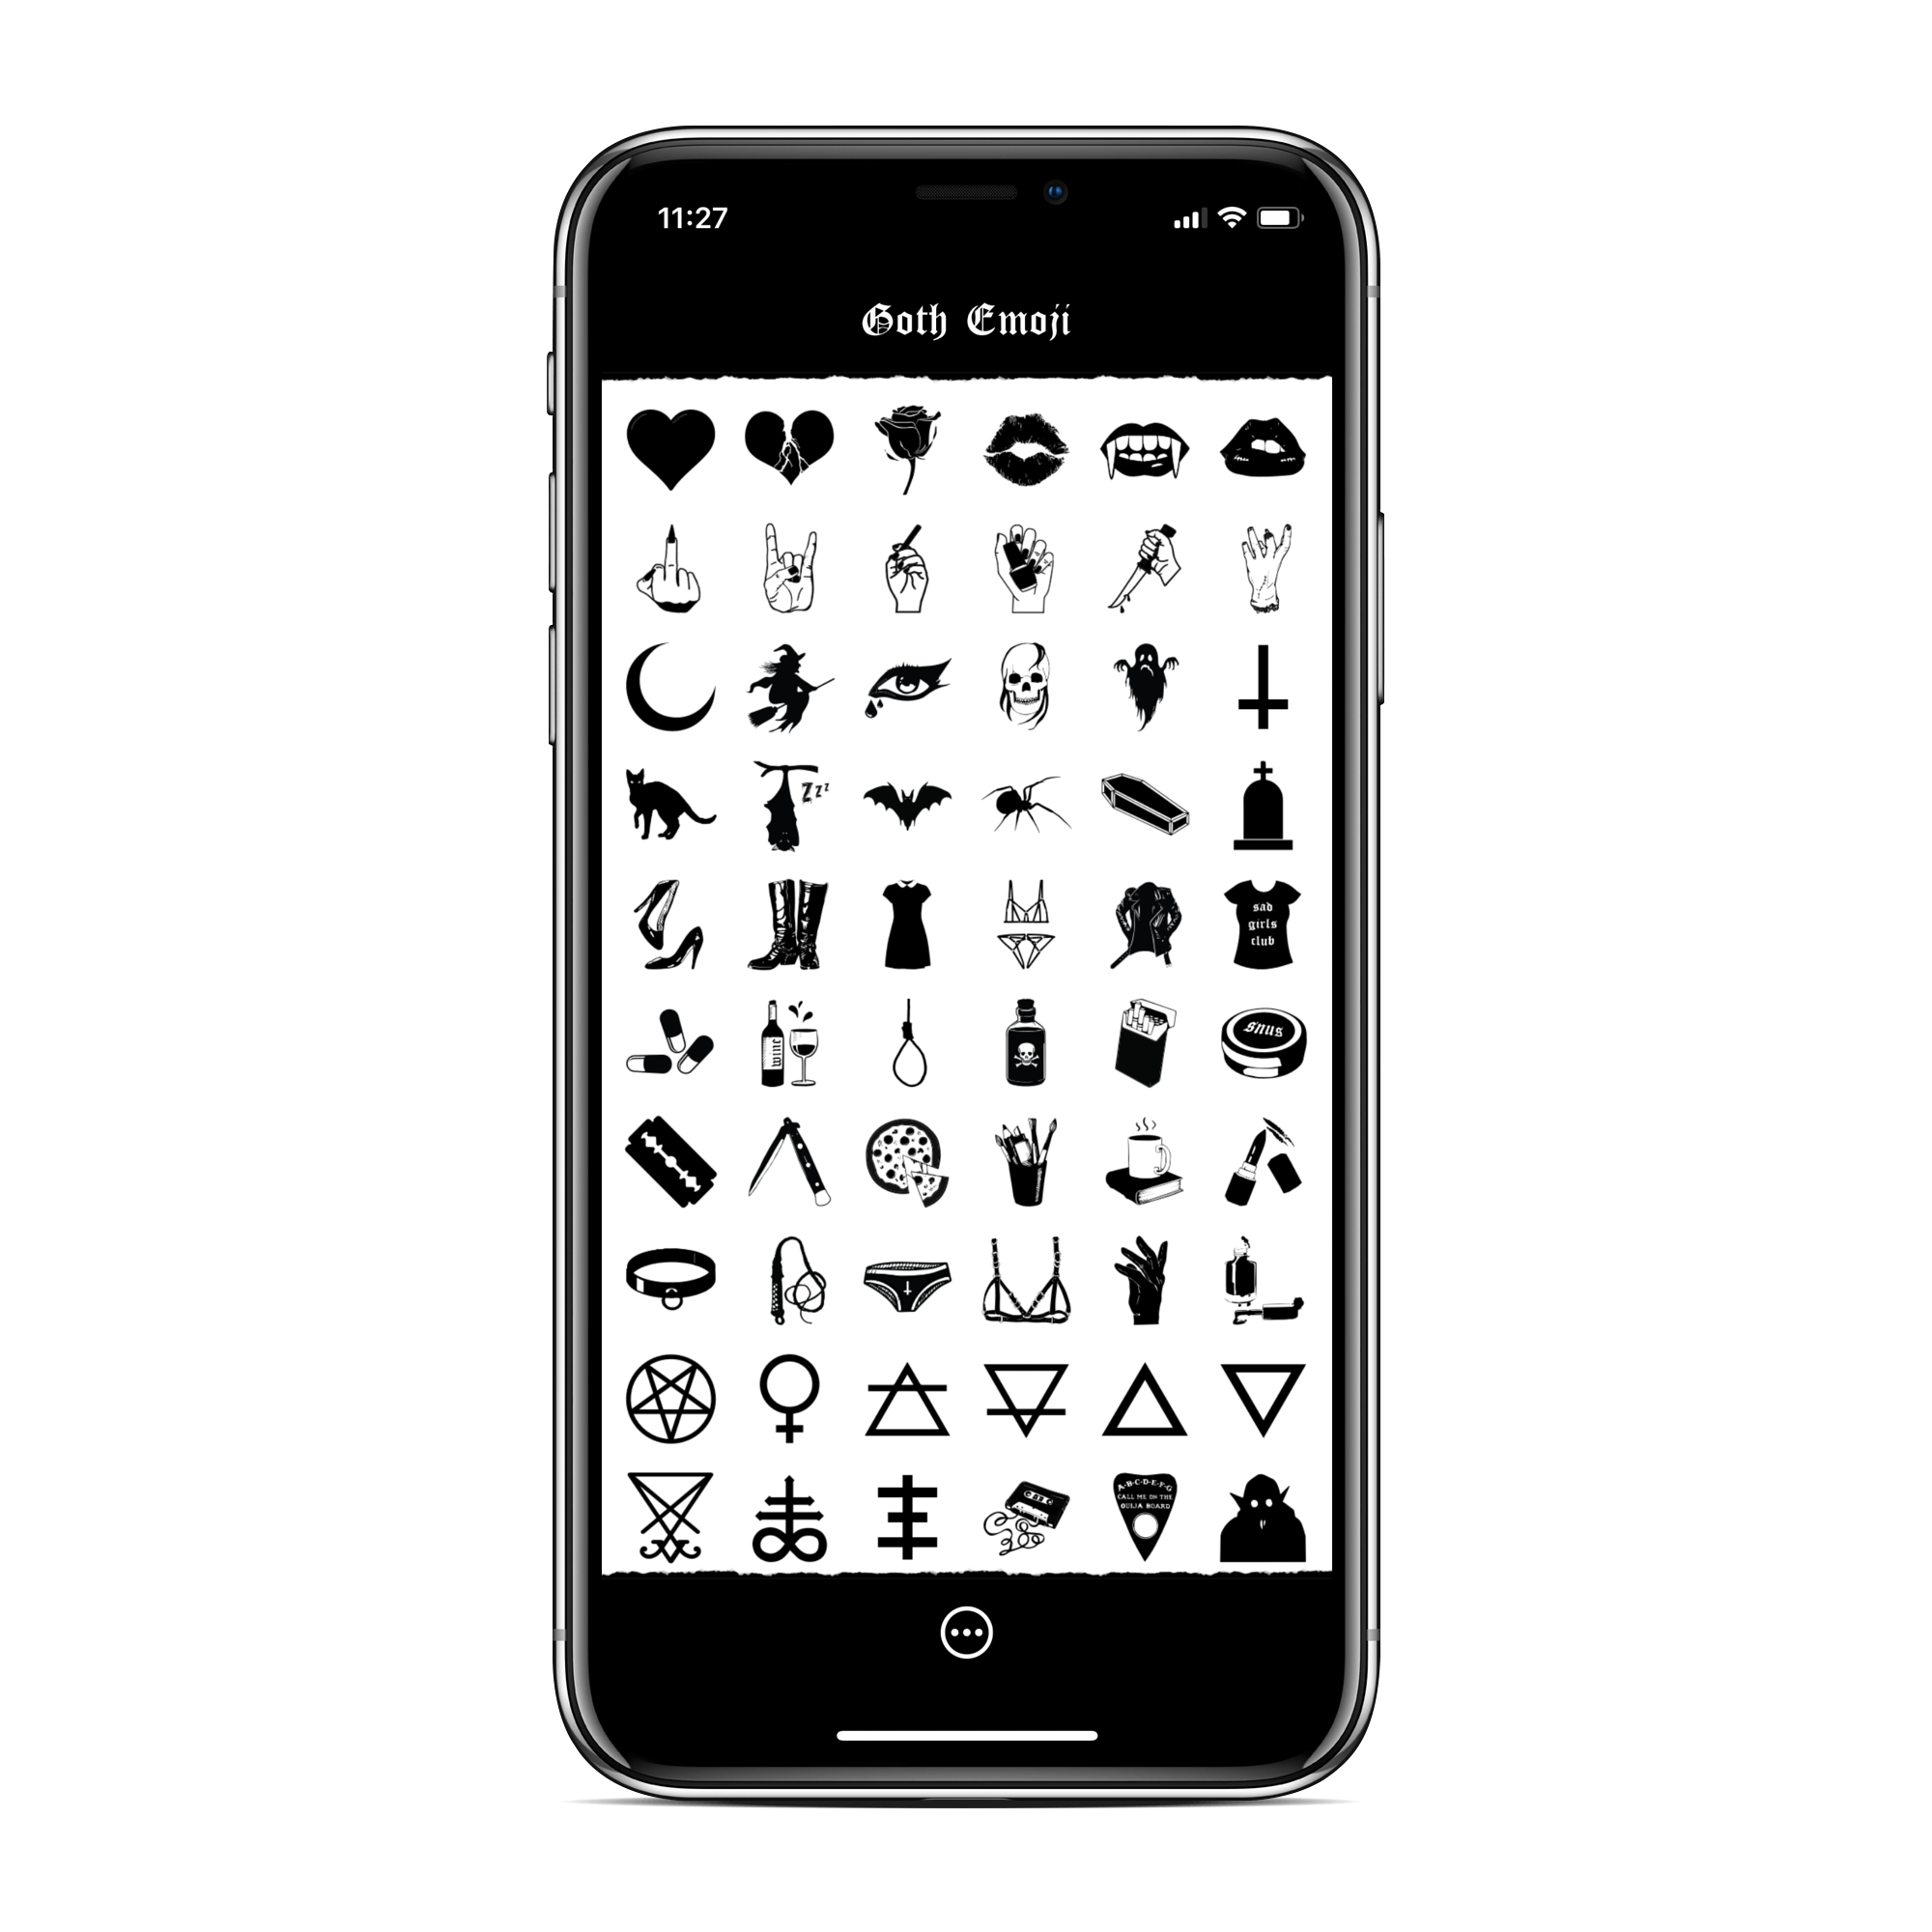 11:27
Goth Emoji
Zzz
sad
girls
club
wine
snus
A-B-C-D-E-F-G
CALL ME ON THE
OUIJA BOARD